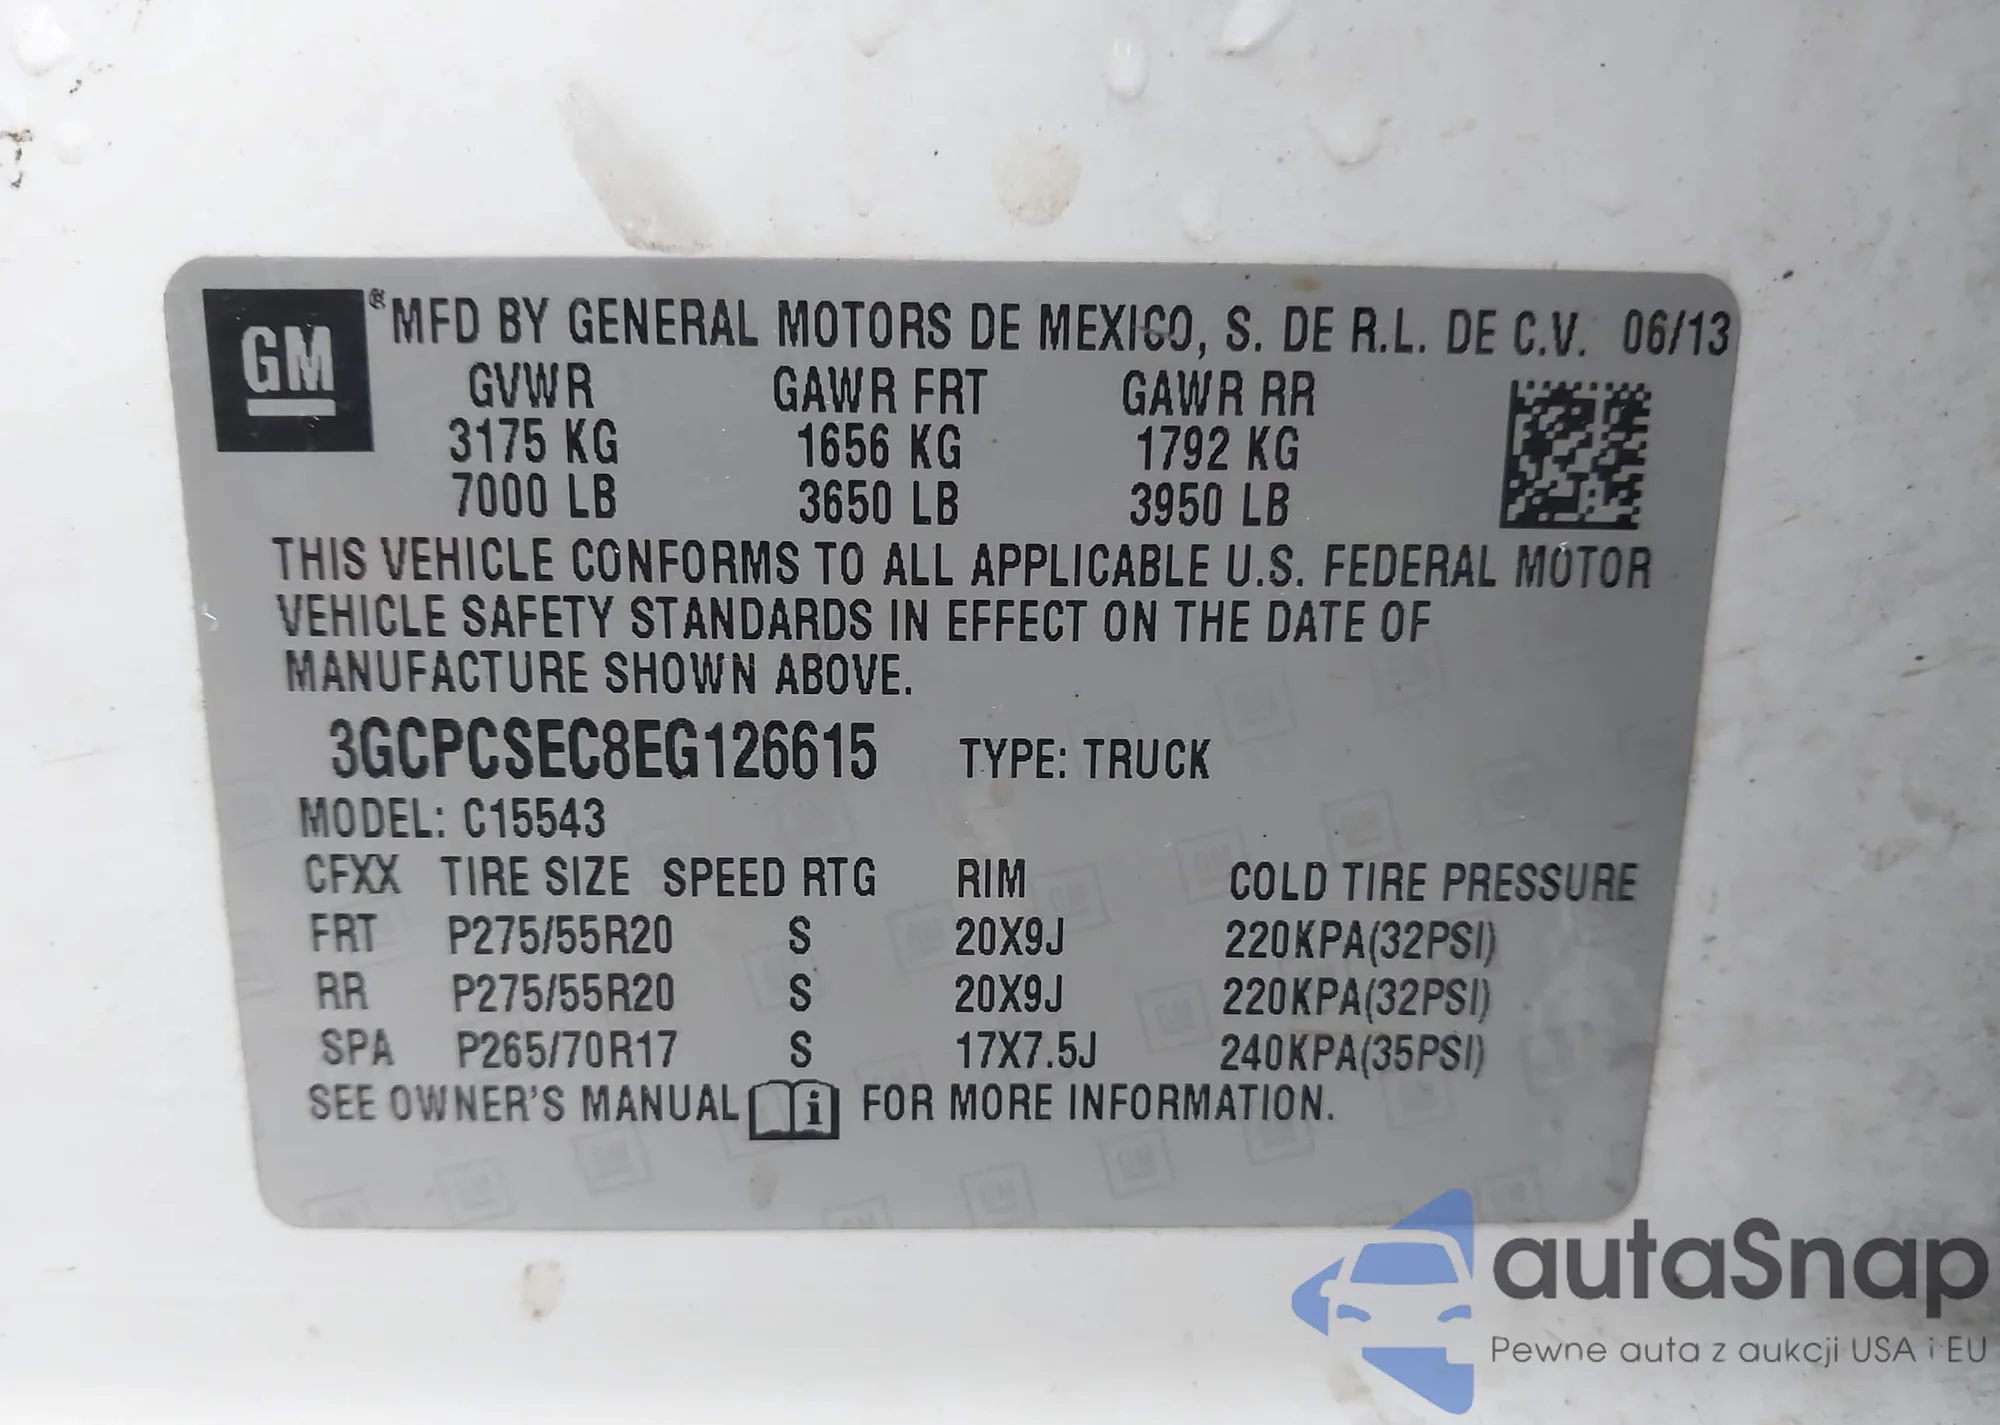 GM ® MFD BY GENERAL MOTORS DE MEXICO, S. DE R.L. DE C.V. 06/13
GVWR GAWR FRT GAWR RR
3175 KG 1656 KG 1792 KG
7000 LB 3650 LB 3950 LB
THIS VEHICLE CONFORMS TO ALL APPLICABLE U.S. FEDERAL MOTOR
VEHICLE SAFETY STANDARDS IN EFFECT ON THE DATE OF
MANUFACTURE SHOWN ABOVE.
3GCPCSEC8EG126615 TYPE: TRUCK
MODEL: C15543
CFXX TIRE SIZE SPEED RTG RIM COLD TIRE PRESSURE
FRT P275/55R20 S 20X9J 220KPA(32PSI)
RR P275/55R20 S 20X9J 220KPA(32PSI)
SPA P265/70R17 S 17X7.5J 240KPA(35PSI)
SEE OWNER'S MANUAL i FOR MORE INFORMATION.
autaSnap
Pewne auta z aukcji USA i EU